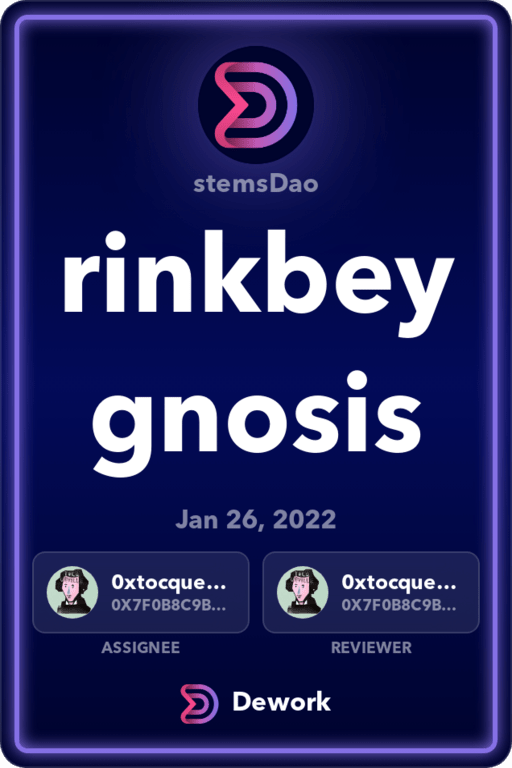 stemsDao
rinkbey
gnosis
Jan 26, 2022
0xtocque...
0X7F0B8C9B...
ASSIGNEE
0xtocque...
0X7F0B8C9B...
REVIEWER
Dework